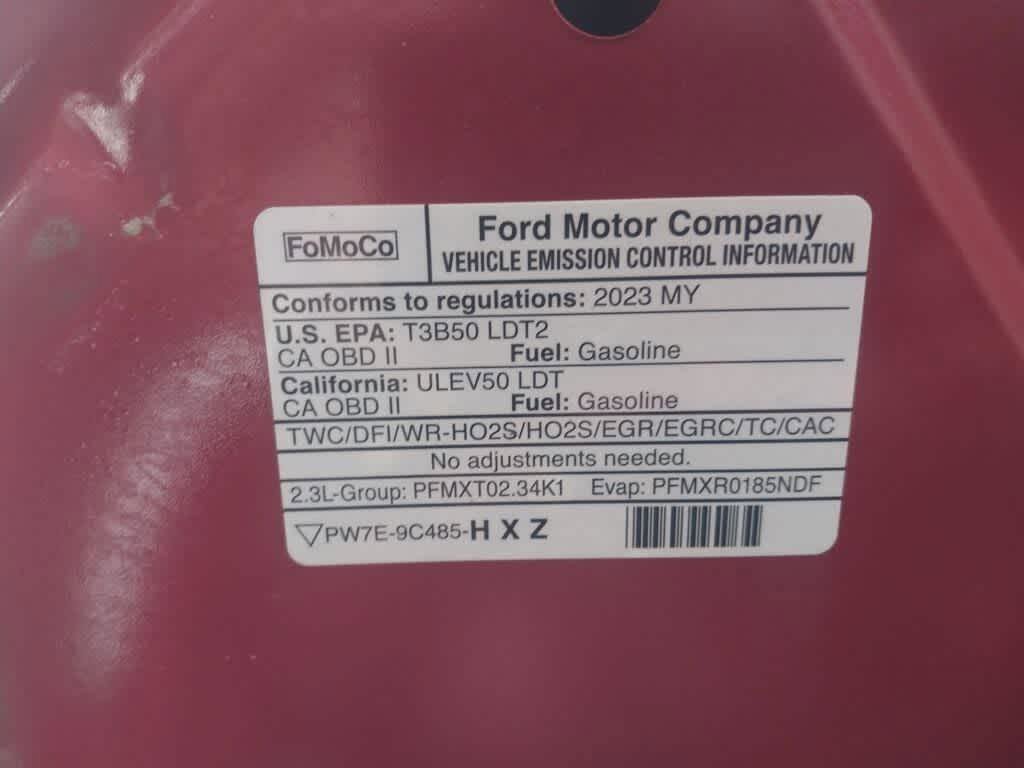 FoMoCo
Ford Motor Company
VEHICLE EMISSION CONTROL INFORMATION
Conforms to regulations: 2023 MY
U.S. EPA: T3B50 LDT2
CA OBD II Fuel: Gasoline
California: ULEV50 LDT
CA OBD II Fuel: Gasoline
TWC/DFI/WR-HO2S/HO2S/EGR/EGRC/TC/CAC
No adjustments needed.
2.3L-Group: PFMXT02.34K1 Evap: PFMXR0185NDF
PW7E-9C485-H X Z